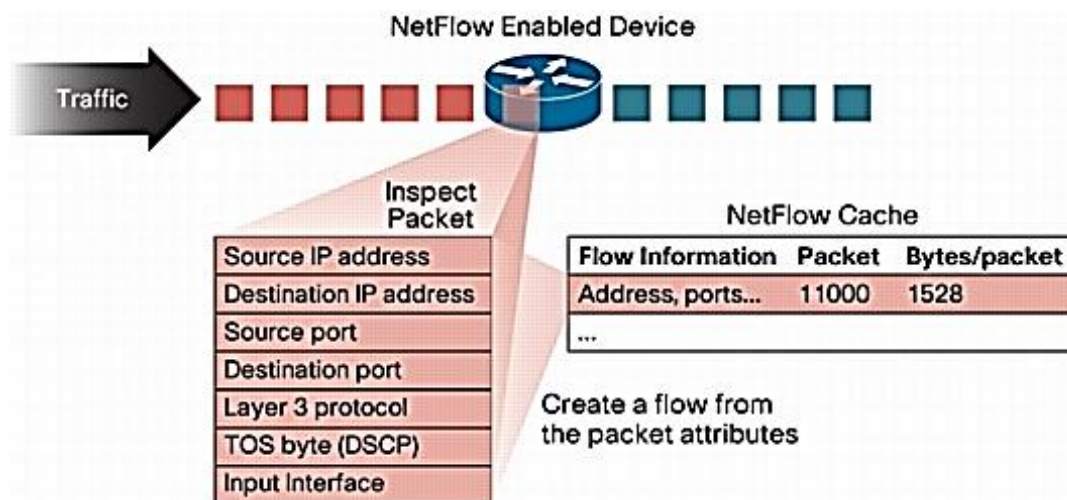 NetFlow Enabled Device
Traffic
Inspect
Packet
Source IP address
Destination IP address
Source port
Destination port
Layer 3 protocol
TOS byte (DSCP)
Input Interface
NetFlow Cache
Flow Information Packet Bytes/packet
Address, ports... 11000 1528
...
Create a flow from
the packet attributes